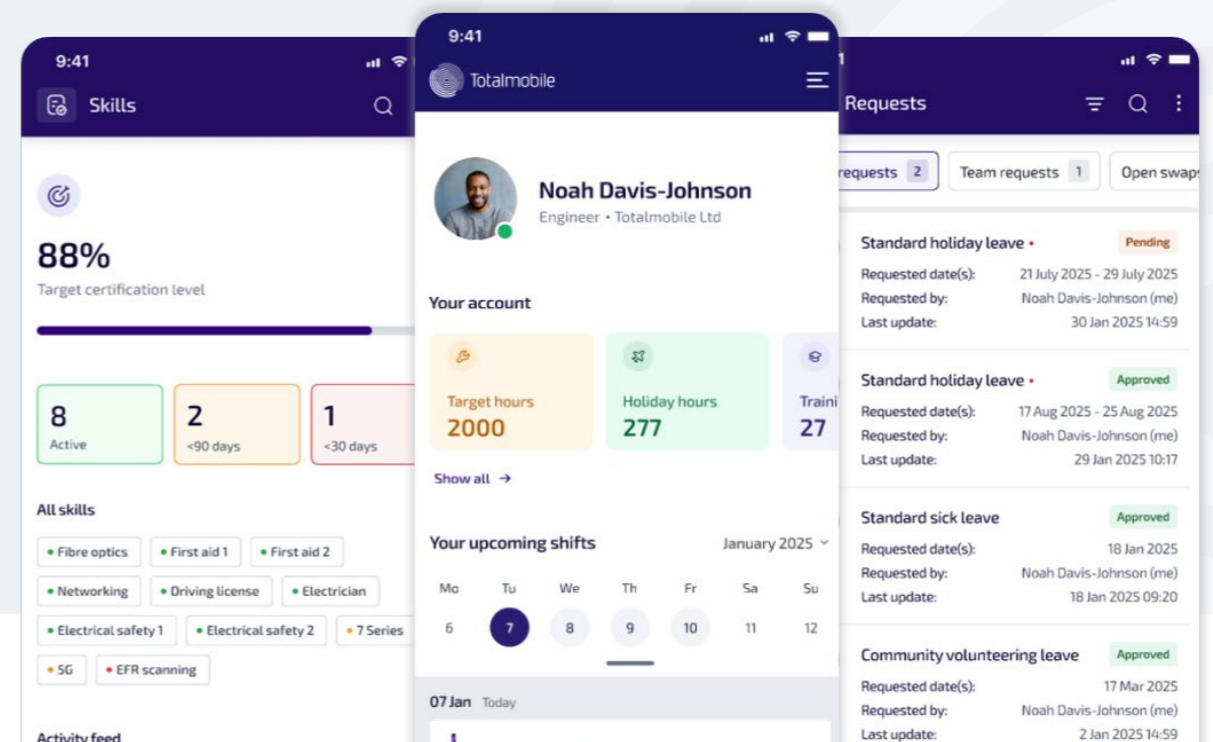 9:41
Skills
88%
Target certification level
8
Active
2
<90 days
1
<30 days
All skills
• Fibre optics
• First aid 1
• First aid 2
• Networking
• Driving license
• Electrician
• Electrical safety 1
• Electrical safety 2
• 7 Series
• 5G
• EFR scanning
Activity feed
9:41
Totalmobile
Noah Davis-Johnson
Engineer • Totalmobile Ltd
Your account
Target hours
2000
Holiday hours
277
Traini
27
Show all →
Your upcoming shifts
January 2025
Mo Tu We Th Fr Sa Su
6 7 8 9 10 11 12
07 Jan Today
1
Requests
requests 2
Team requests 1
Open swaps
Standard holiday leave •
Pending
Requested date(s): 21 July 2025 - 29 July 2025
Requested by: Noah Davis-Johnson (me)
Last update: 30 Jan 2025 14:59
Standard holiday leave •
Approved
Requested date(s): 17 Aug 2025 - 25 Aug 2025
Requested by: Noah Davis-Johnson (me)
Last update: 29 Jan 2025 10:17
Standard sick leave
Approved
Requested date(s): 18 Jan 2025
Requested by: Noah Davis-Johnson (me)
Last update: 18 Jan 2025 09:20
Community volunteering leave
Approved
Requested date(s): 17 Mar 2025
Requested by: Noah Davis-Johnson (me)
Last update: 2 Jan 2025 14:59